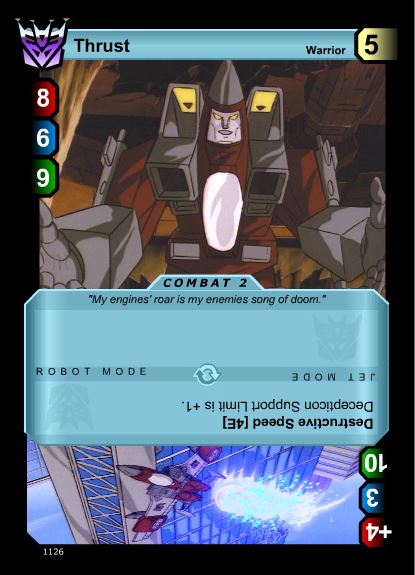 Thrust
Warrior
5
8
6
9
COMBAT 2
"My engines' roar is my enemies song of doom."
ROBOT MODE
JET MODE
Destructive Speed [4E]
Decepticon Support Limit is +1.
+4
3
10
1126